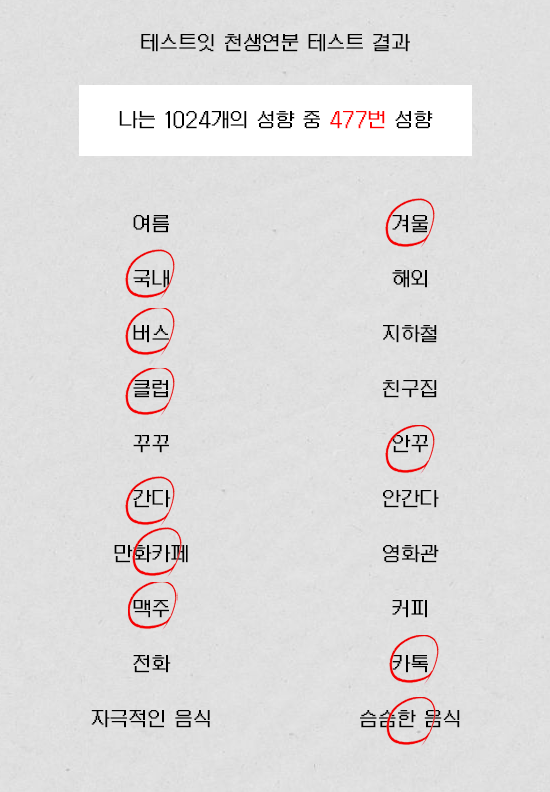 테스트잇 천생연분 테스트 결과
나는 1024개의 성향 중 477번 성향
여름 겨울
국내 해외
버스 지하철
클럽 친구집
꾸꾸 안꾸
간다 안간다
만화카페 영화관
맥주 커피
전화 카톡
자극적인 음식 슴슴한 음식